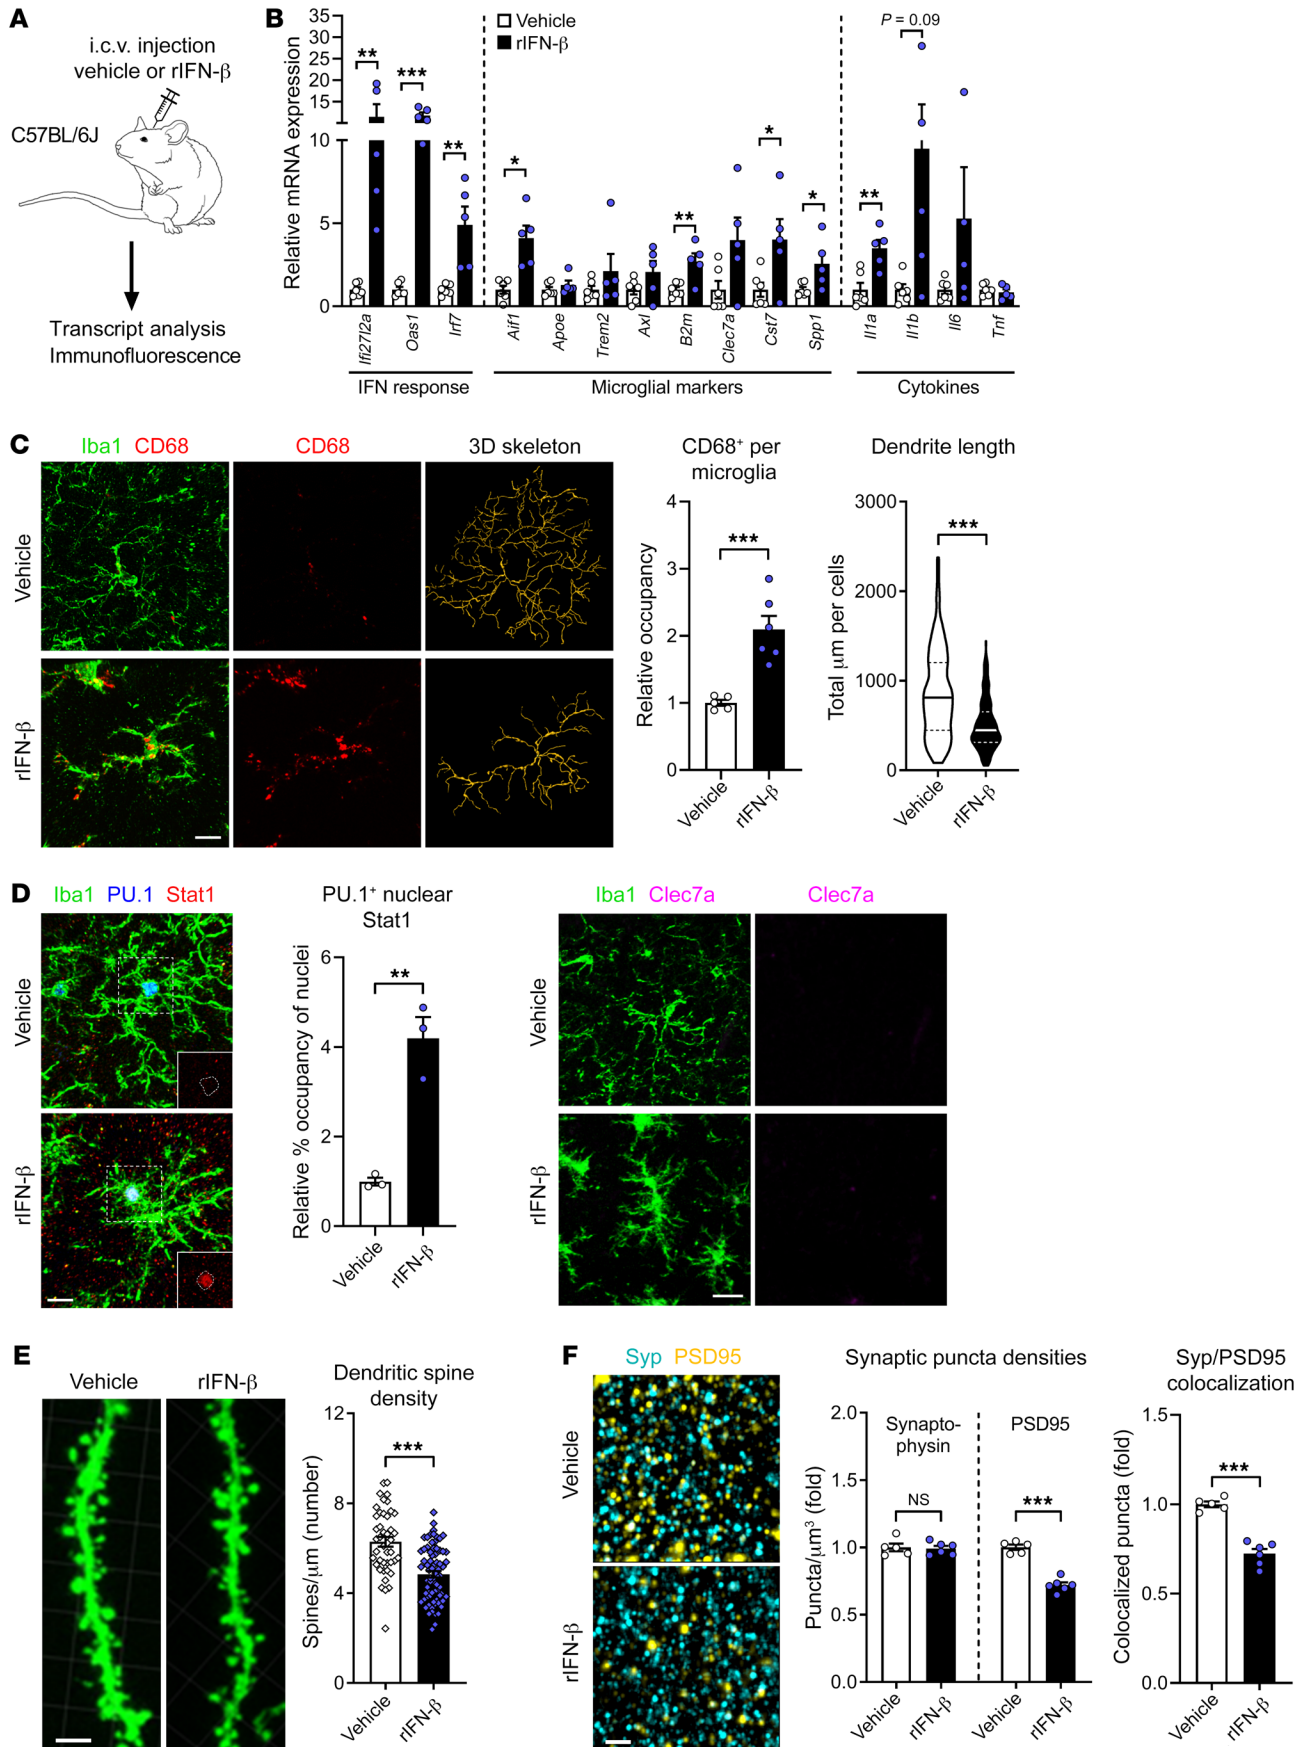 A
i.c.v. injection
vehicle or rIFN-β
C57BL/6J
Transcript analysis
Immunofluorescence
B
Relative mRNA expression
35
30
25
20
15
10
5
0
Vehicle
rIFN-β
**
***
**
*
**
*
*
**
P = 0.09
Ifi27l2a
Oas1
Irf7
Aif1
Apoe
Trem2
Axl
B2m
Clec7a
Cst7
Spp1
Il1a
Il1b
Il6
Tnf
IFN response
Microglial markers
Cytokines
C
Iba1 CD68
CD68
3D skeleton
Vehicle
rIFN-β
CD68+ per
microglia
Relative occupancy
4
3
2
1
0
***
Vehicle
rIFN-β
Dendrite length
Total μm per cells
3000
2000
1000
0
***
Vehicle
rIFN-β
D
Iba1 PU.1 Stat1
Vehicle
rIFN-β
PU.1+ nuclear
Stat1
Relative % occupancy of nuclei
6
4
2
0
**
Vehicle
rIFN-β
Iba1 Clec7a
Clec7a
Vehicle
rIFN-β
E
Vehicle
rIFN-β
Dendritic spine
density
Spines/μm (number)
12
8
4
0
***
Vehicle
rIFN-β
F
Syp PSD95
Vehicle
rIFN-β
Synaptic puncta densities
Puncta/μm³ (fold)
2.0
1.5
1.0
0.5
0.0
Synapto-
physin
PSD95
NS
***
Vehicle
rIFN-β
Vehicle
rIFN-β
Syp/PSD95
colocalization
Colocalized puncta (fold)
1.5
1.0
0.5
0.0
***
Vehicle
rIFN-β